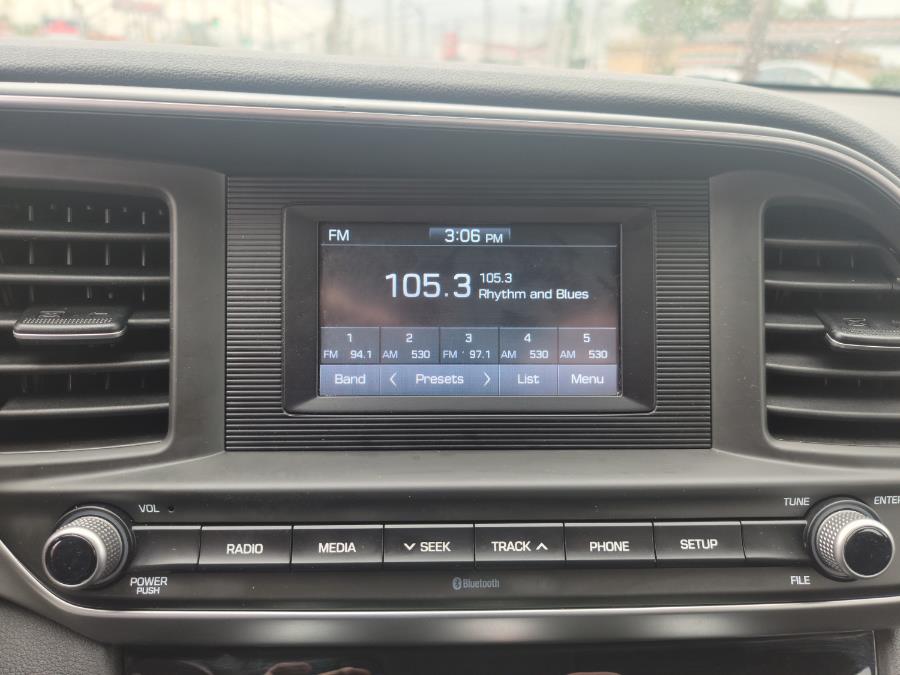 FM 3:06 PM
105.3 105.3
Rhythm and Blues
1 2 3 4 5
FM 94.1 AM 530 FM 97.1 AM 530 AM 530
Band < Presets > List Menu
VOL TUNE ENTER
RADIO MEDIA SEEK TRACK PHONE SETUP
POWER
PUSH
Bluetooth
FILE